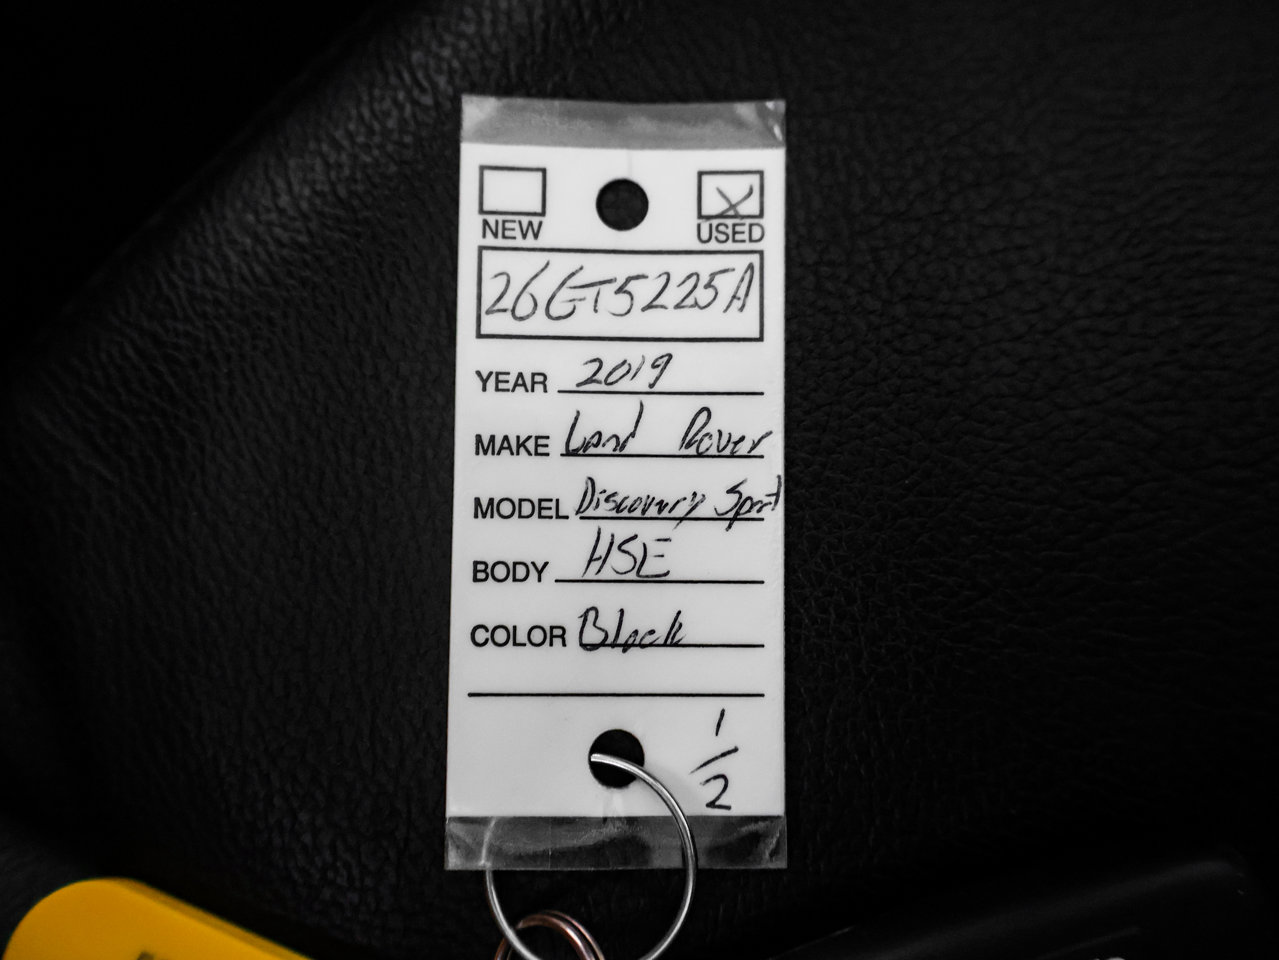 NEW USED
26GT5225A
YEAR 2019
MAKE Land Rover
MODEL Discovery Sport
BODY HSE
COLOR Black
1/2